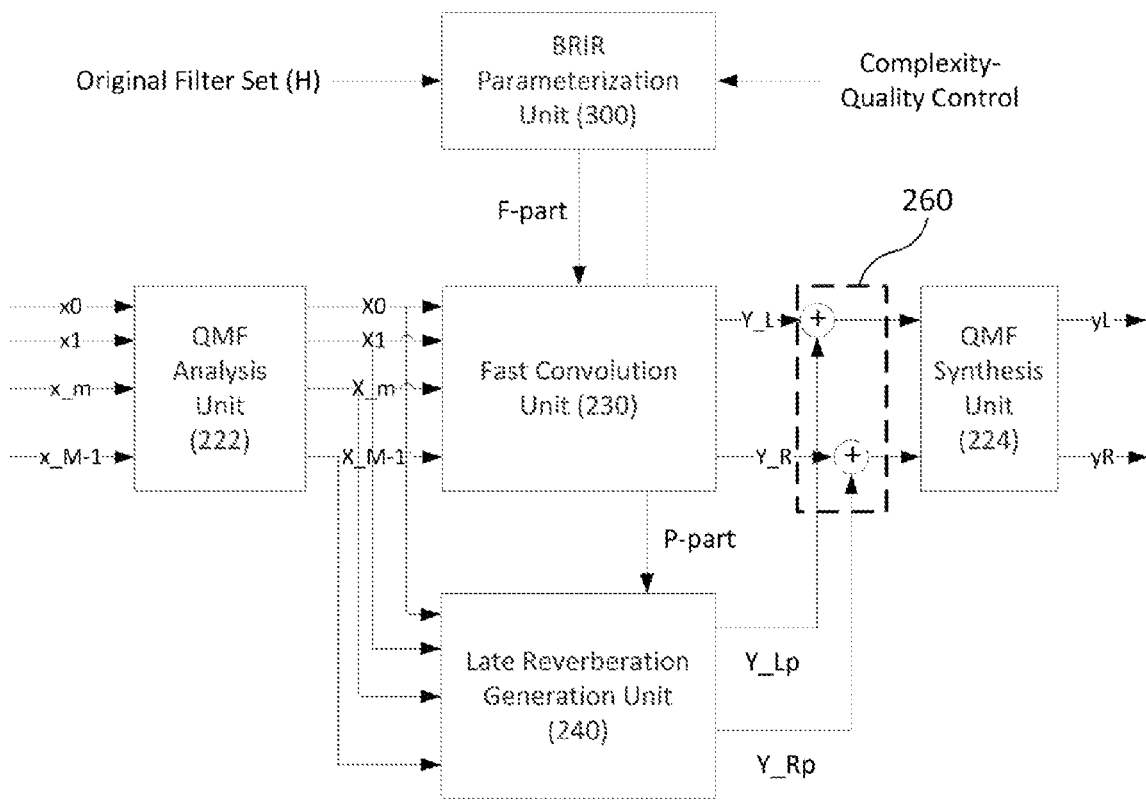 BRIR
Parameterization
Unit (300)
Original Filter Set (H)
Complexity-
Quality Control
F-part
260
x0
x1
x_m
x_M-1
QMF
Analysis
Unit
(222)
X0
X1
X_m
X_M-1
Fast Convolution
Unit (230)
Y_L
Y_R
+
+
QMF
Synthesis
Unit
(224)
yL
yR
P-part
Late Reverberation
Generation Unit
(240)
Y_Lp
Y_Rp